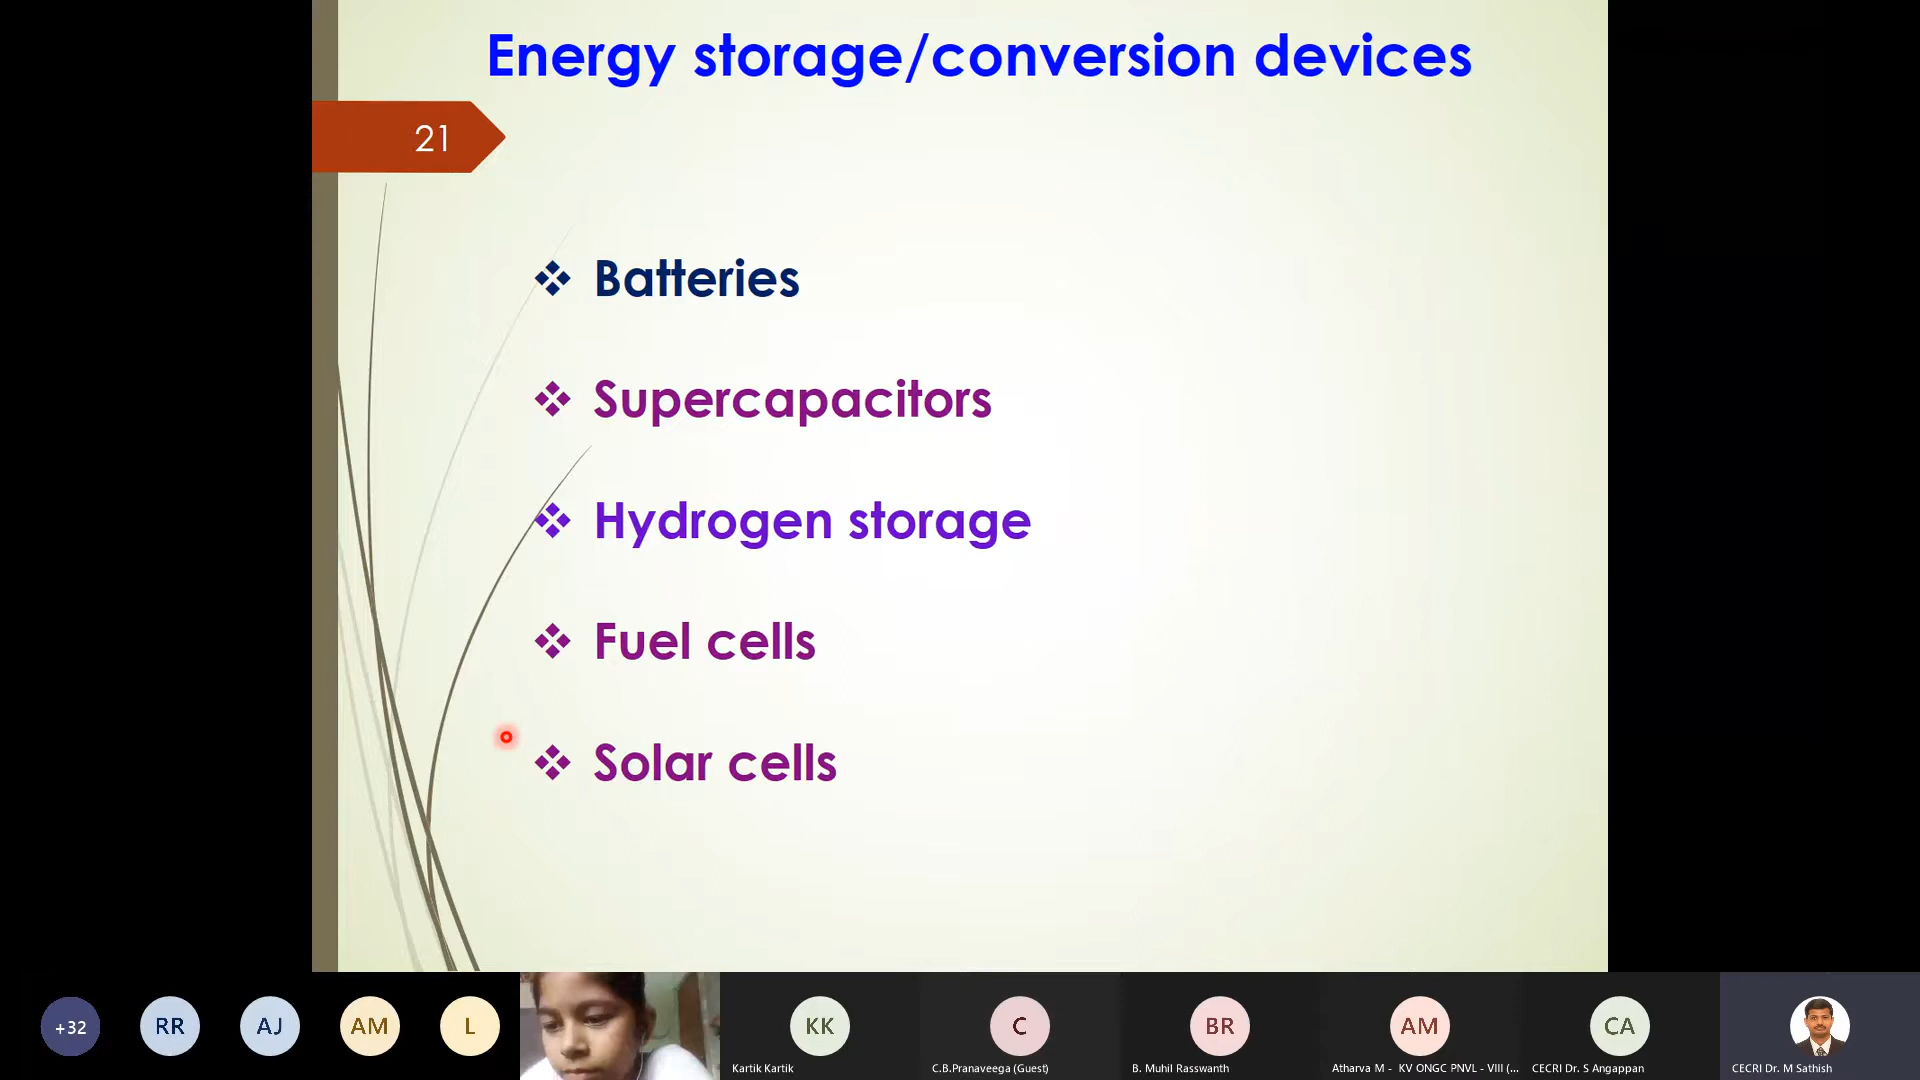 Energy storage/conversion devices
21
❖ Batteries
❖ Supercapacitors
❖ Hydrogen storage
❖ Fuel cells
❖ Solar cells
+32
RR
AJ
AM
L
KK
C
BR
AM
CA
Kartik Kartik
C.B.Pranaveega (Guest)
B. Muhil Rasswanth
Atharva M - KV ONGC PNVL - VIII (...
CECRI Dr. S Angappan
CECRI Dr. M Sathish